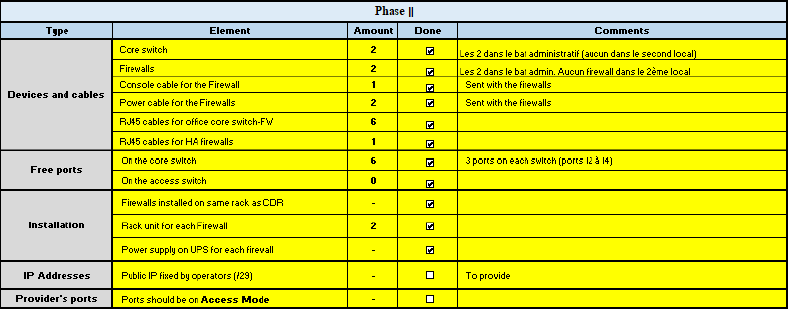 Phase ||
Type Element Amount Done Comments
Devices and cables
Core switch 2 Les 2 dans le bat administratif (aucun dans le second local)
Firewalls 2 Les 2 dans le bat admin. Aucun firewall dans le 2ème local
Console cable for the Firewall 1 Sent with the firewalls
Power cable for the Firewalls 2 Sent with the firewalls
RJ45 cables for office core switch-FW 6
RJ45 cables for HA firewalls 1
Free ports
On the core switch 6 3 ports on each switch (ports 12 à 14)
On the access switch 0
Installation
Firewalls installed on same rack as CDR -
Rack unit for each Firewall 2
Power supply on UPS for each firewall -
IP Addresses Public IP fixed by operators (/29) - To provide
Provider's ports Ports should be on Access Mode -